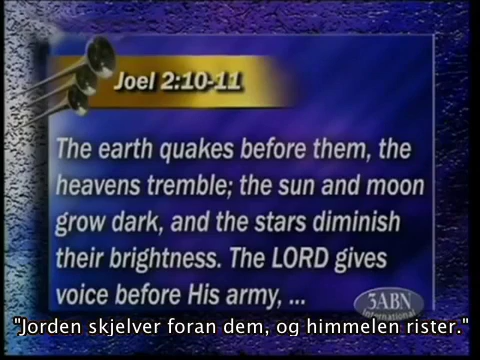 Joel 2:10-11
The earth quakes before them, the
heavens tremble; the sun and moon
grow dark, and the stars diminish
their brightness. The LORD gives
voice before His army, ...
3ABN
International
"Jorden skjelver foran dem, og himmelen rister."